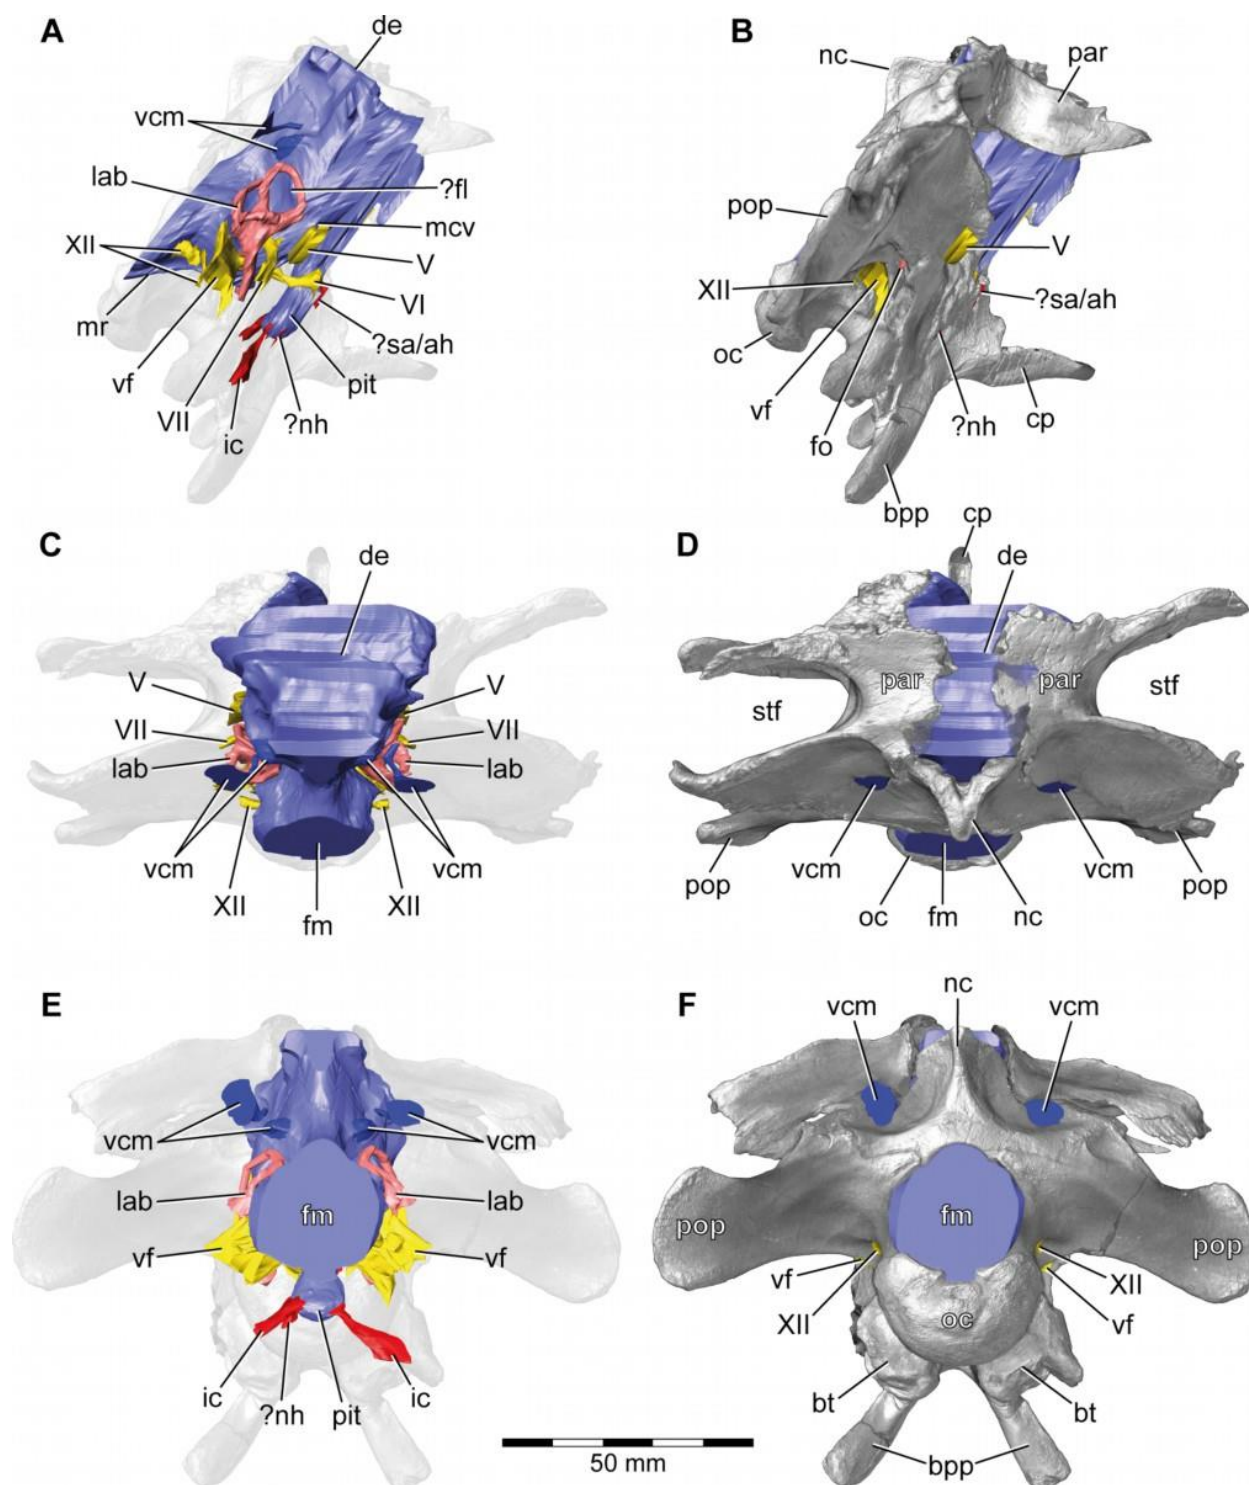 A
de
vcm
lab
?fl
mcv
XII
V
VI
mr
?sa/ah
vf
pit
VII
?nh
ic
B
nc
par
pop
V
XII
?sa/ah
oc
vf
cp
?nh
fo
bpp
C
de
V
V
VII
VII
lab
lab
vcm
vcm
XII
XII
fm
D
cp
de
par
par
stf
stf
vcm
vcm
pop
pop
oc
fm
nc
E
vcm
vcm
lab
lab
fm
vf
vf
ic
ic
?nh
pit
50 mm
F
nc
vcm
vcm
pop
fm
pop
vf
XII
XII
vf
oc
bt
bt
bpp